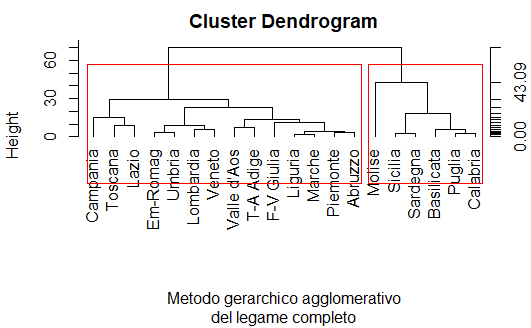 Cluster Dendrogram
Height
0
30
60
0.00
43.09
Campania
Toscana
Lazio
Em-Romag
Umbria
Lombardia
Veneto
Valle d'Aos
T-A Adige
F-V Giulia
Liguria
Marche
Piemonte
Abruzzo
Molise
Sicilia
Sardegna
Basilicata
Puglia
Calabria
Metodo gerarchico agglomerativo
del legame completo